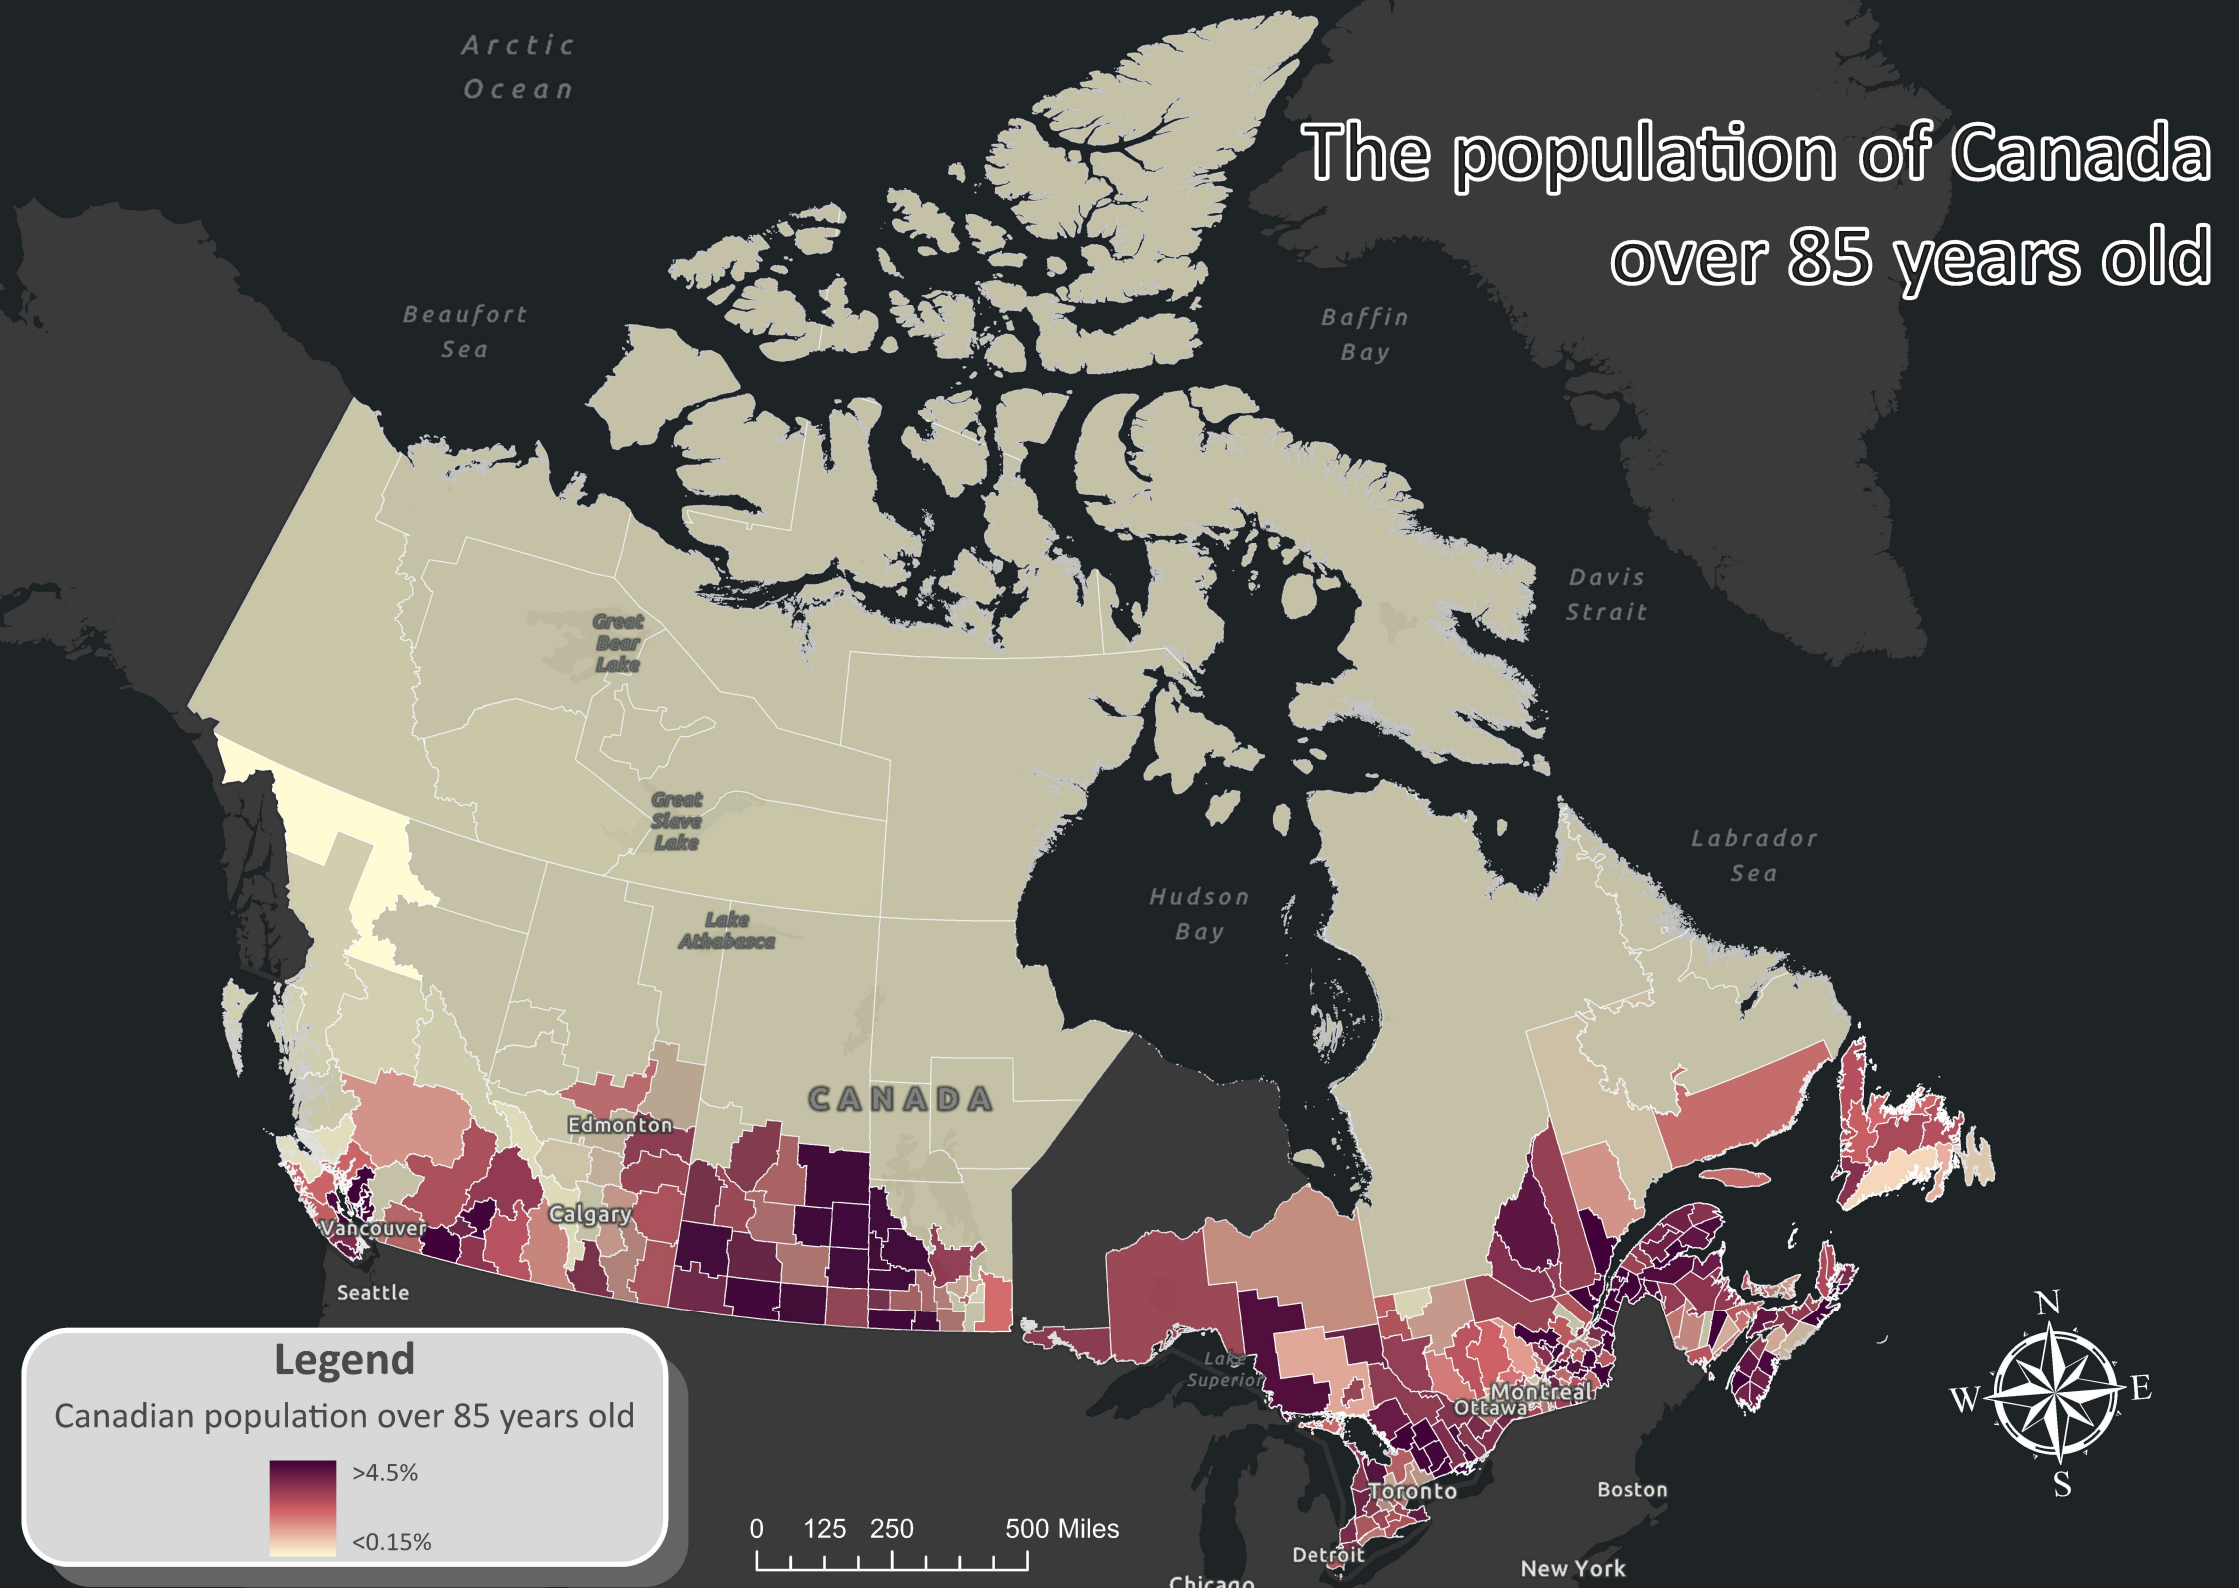 Arctic
Ocean
The population of Canada
over 85 years old
Beaufort
Sea
Baffin
Bay
Davis
Strait
Great
Bear
Lake
Great
Slave
Lake
Labrador
Sea
Hudson
Bay
Lake
Athabasca
CANADA
Edmonton
Calgary
Vancouver
Seattle
Lake
Superior
Montreal
Ottawa
Toronto
Boston
Detroit
New York
Chicago
N
W
E
S
Legend
Canadian population over 85 years old
>4.5%
<0.15%
0 125 250 500 Miles